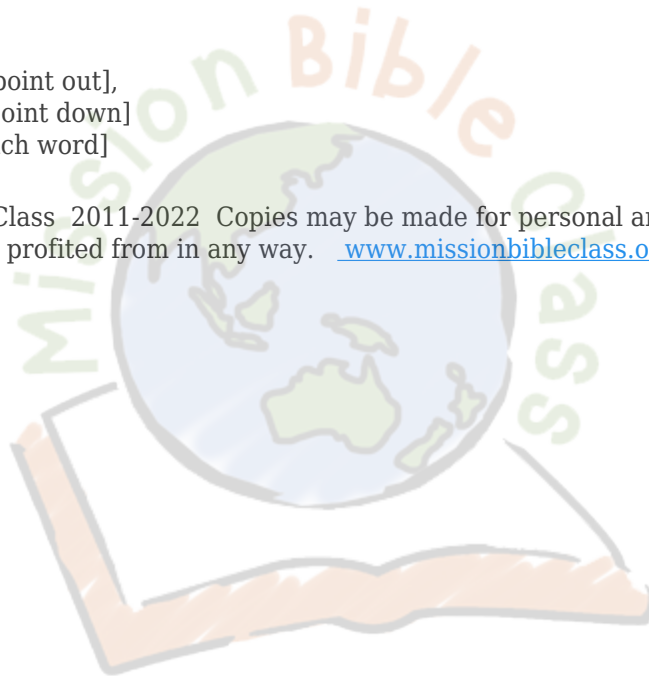 Mission Bible Class
point out],
oint down]
ch word]
Class 2011-2022 Copies may be made for personal an
profited from in any way. www.missionbibleclass.o